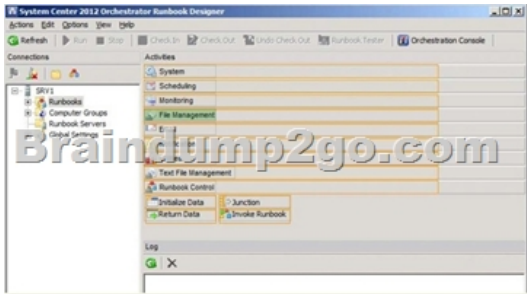 System Center 2012 Orchestrator Runbook Designer
Actions Edit Options View Help
Refresh Run Stop Check In Check Out Undo Check Out Runbook Tester Orchestration Console
Connections
Activities
SRV1
Runbooks
Computer Groups
Runbook Servers
Global Settings
System
Scheduling
Monitoring
File Management
Text File Management
Runbook Control
Initialize Data
Junction
Return Data
Invoke Runbook
Braindump2go.com
Log